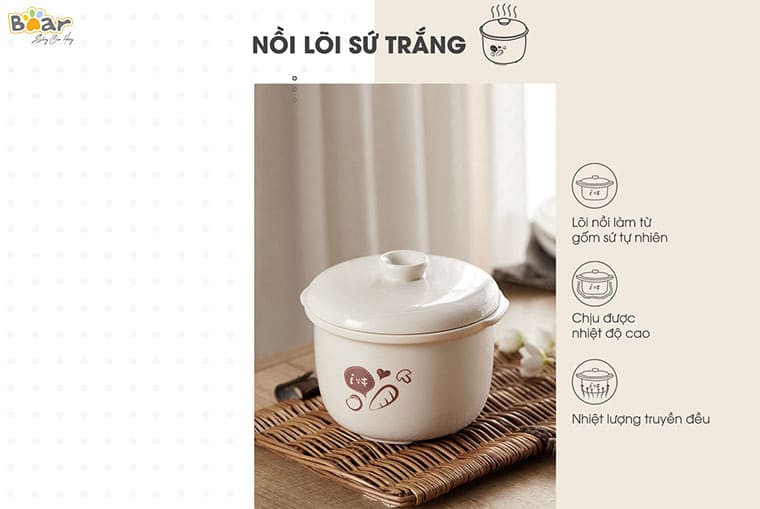 Bear
NỒI LÕI SỨ TRẮNG
Lõi nồi làm từ
gốm sứ tự nhiên
Chịu được
nhiệt độ cao
Nhiệt lượng truyền đều